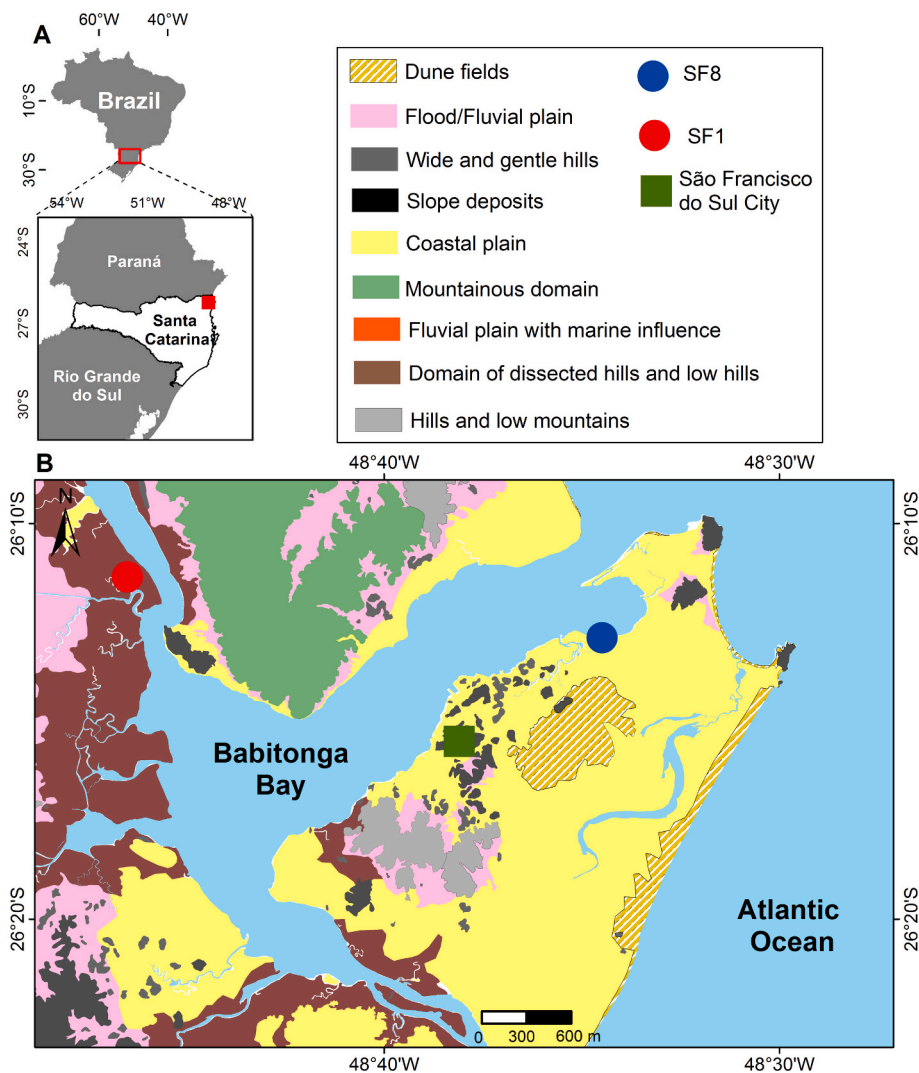 A
60°W 40°W
10°S
30°S
Brazil
54°W 51°W 48°W
24°S
27°S
30°S
Paraná
Santa
Catarina
Rio Grande
do Sul
Dune fields
Flood/Fluvial plain
Wide and gentle hills
Slope deposits
Coastal plain
Mountainous domain
Fluvial plain with marine influence
Domain of dissected hills and low hills
Hills and low mountains
SF8
SF1
São Francisco
do Sul City
B
48°40'W 48°30'W
N
26°10'S 26°10'S
Babitonga
Bay
26°20'S 26°20'S
Atlantic
Ocean
0 300 600 m
48°40'W 48°30'W